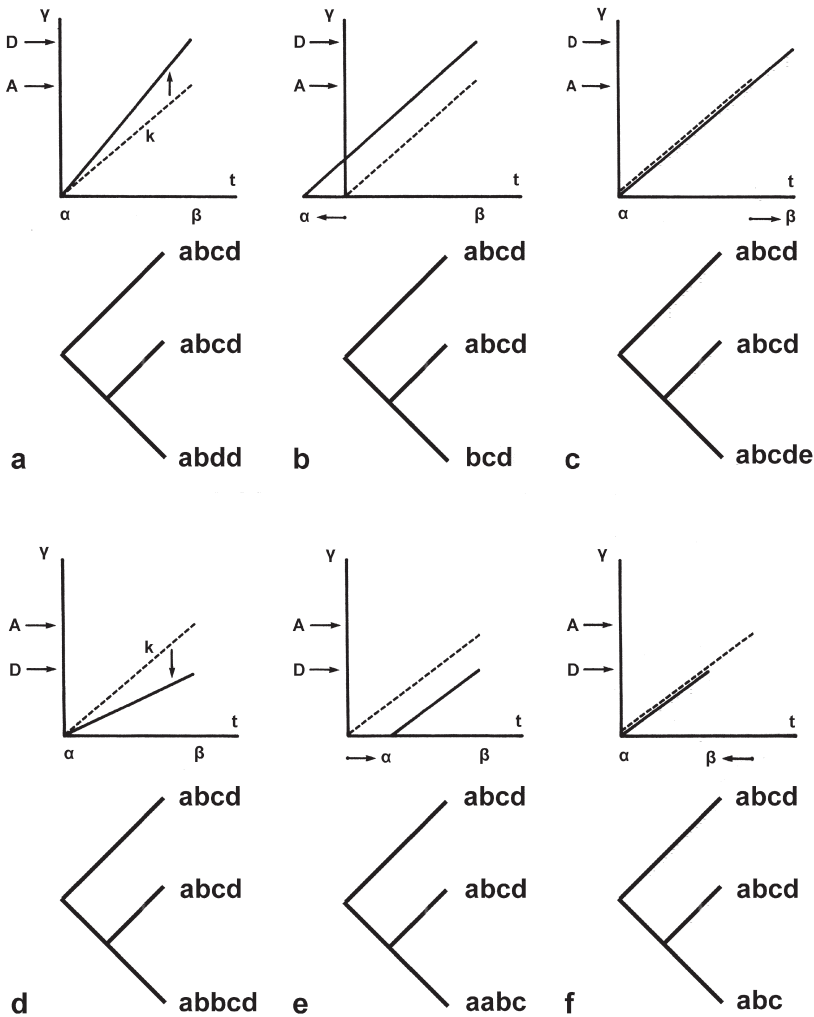 γ
D
A
k
t
α
β
abcd
abcd
abdd
a
γ
D
A
t
α
β
abcd
abcd
bcd
b
γ
D
A
t
α
β
abcd
abcd
abcde
c
γ
A
D
k
t
α
β
abcd
abcd
abbcd
d
γ
A
D
t
α
β
abcd
abcd
aabc
e
γ
A
D
t
α
β
abcd
abcd
abc
f